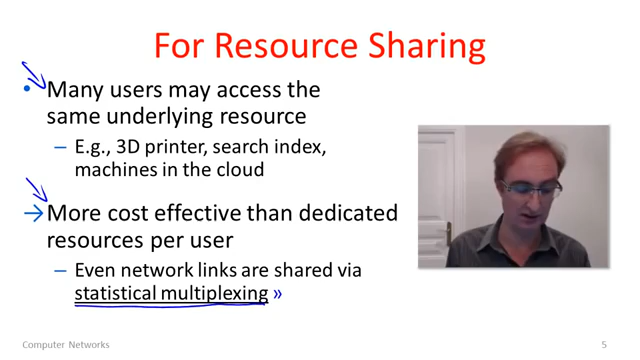 For Resource Sharing
• Many users may access the
same underlying resource
– E.g., 3D printer, search index,
machines in the cloud
→ More cost effective than dedicated
resources per user
– Even network links are shared via
statistical multiplexing »
Computer Networks
5